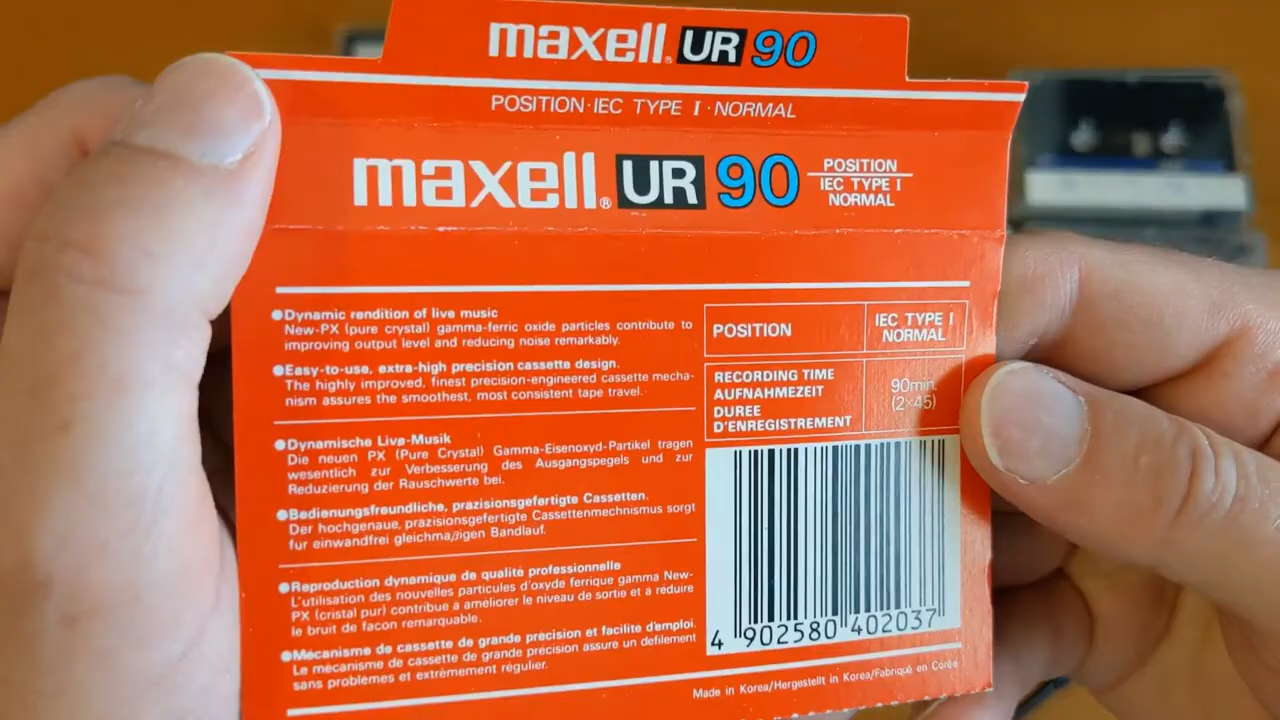 maxell® UR 90
POSITION·IEC TYPE I·NORMAL
maxell® UR 90 POSITION
IEC TYPE I
NORMAL
●Dynamic rendition of live music
New-PX (pure crystal) gamma-ferric oxide particles contribute to
improving output level and reducing noise remarkably.
●Easy-to-use, extra-high precision cassette design.
The highly improved, finest precision-engineered cassette mecha-
nism assures the smoothest, most consistent tape travel.
●Dynamische Live-Musik
Die neuen PX (Pure Crystal) Gamma-Eisenoxyd-Partikel tragen
wesentlich zur Verbesserung des Ausgangspegels und zur
Reduzierung der Rauschwerte bei.
●Bedienungsfreundliche, prazisionsgefertigte Cassetten.
Der hochgenaue, prazisionsgefertigte Cassettenmechnismus sorgt
fur einwandfrei gleichmaßigen Bandlauf.
●Reproduction dynamique de qualité professionnelle
L'utilisation des nouvelles particules d'oxyde ferrique gamma New-
PX (cristal pur) contribue a améliorer le niveau de sortie et a réduire
le bruit de facon remarquable.
●Mécanisme de cassette de grande précision et facilite d'emploi.
Le mécanisme de cassette de grande précision assure un defilement
sans problèmes et extrèmement régulier.
POSITION
IEC TYPE I
NORMAL
RECORDING TIME
AUFNAHMEZEIT
DUREE
D'ENREGISTREMENT
90min.
(2×45)
4 902580 402037
Made in Korea/Hergestellt in Korea/Fabriqué en Corée